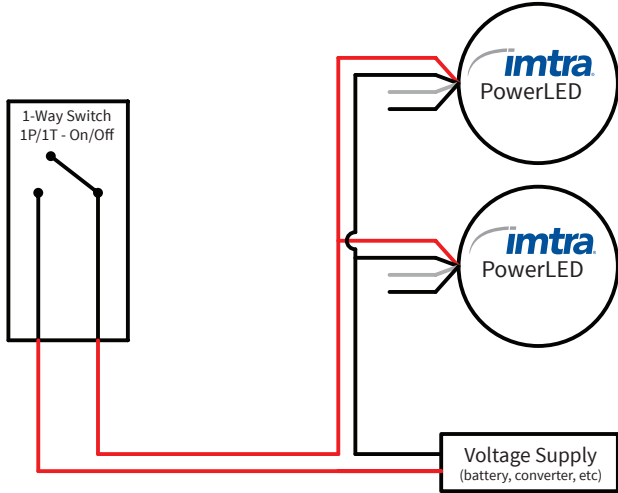 1-Way Switch
1P/1T - On/Off
imtra
PowerLED
imtra
PowerLED
Voltage Supply
(battery, converter, etc)